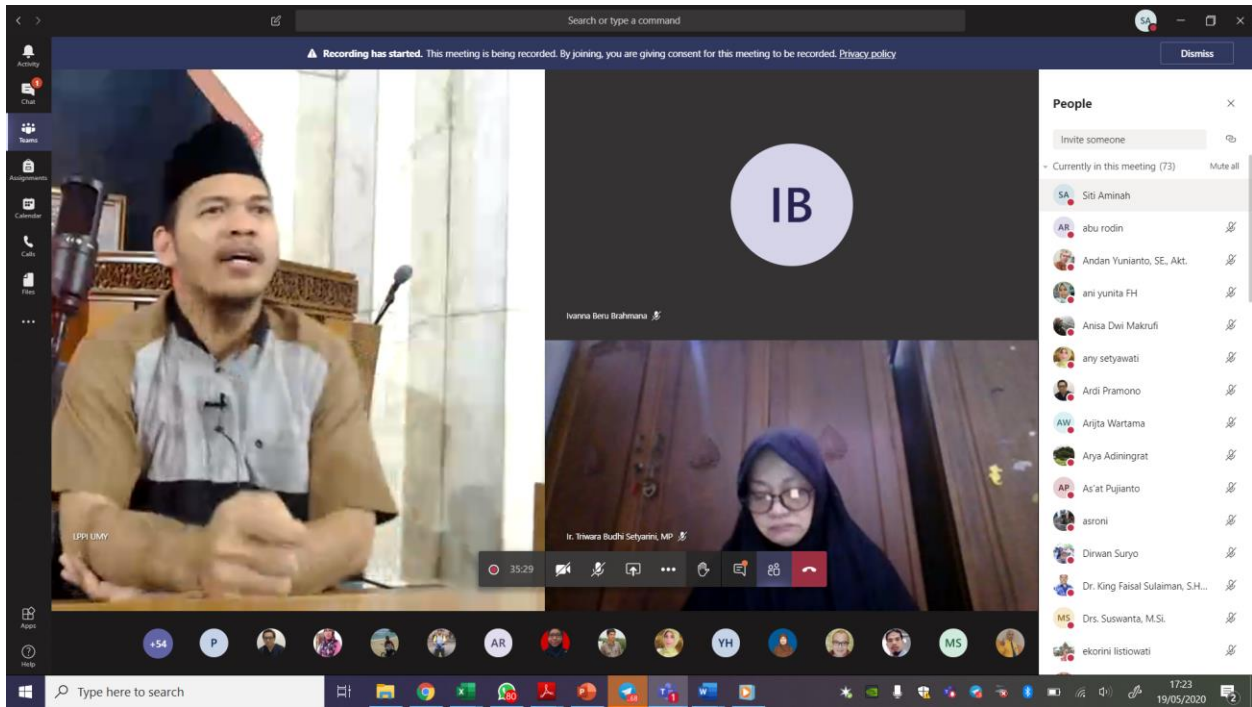 Search or type a command
SA
Activity
Recording has started. This meeting is being recorded. By joining, you are giving consent for this meeting to be recorded. Privacy policy
Dismiss
1
Chat
Teams
Assignments
Calendar
Calls
Files
Apps
Help
LPPI UMY
IB
Ivanna Beru Brahmana
Ir. Triwara Budhi Setyarini, MP
35:29
+54
P
AR
YH
MS
People
Invite someone
Currently in this meeting (73)
Mute all
SA Siti Aminah
AR abu rodin
Andan Yunianto, SE., Akt.
ani yunita FH
Anisa Dwi Makrufi
any setyawati
Ardi Pramono
AW Arijta Wartama
Arya Adiningrat
AP As'at Pujianto
asroni
Dirwan Suryo
Dr. King Faisal Sulaiman, S.H...
MS Drs. Suswanta, M.Si.
ekorini listiowati
Type here to search
80
1
17:23
19/05/2020
2